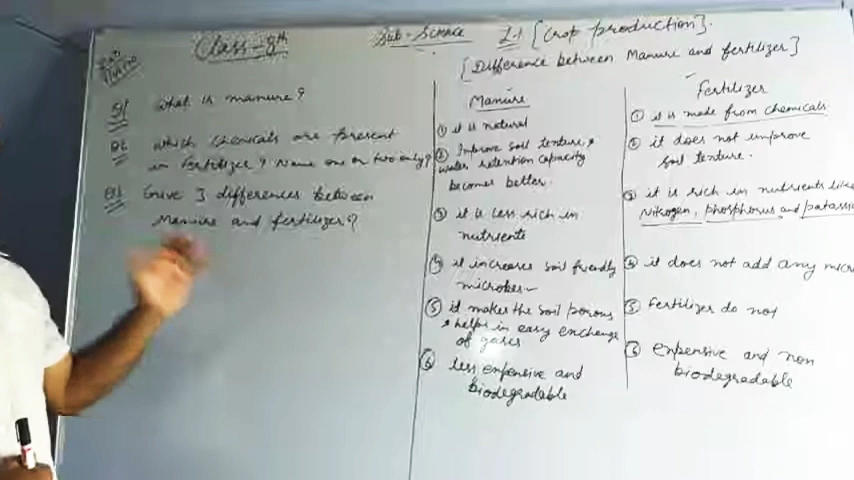 Class-8th
Sub-Science
L-1 [Crop production].
[Difference between Manure and fertilizer]
Q1 What is manure?
Q2 Which chemicals are present
in fertilizer? Name one or two only?
Q3 Give 3 differences between
Manure and fertilizer?
Manure
① it is natural
② Improve soil texture, &
water retention capacity
becomes better.
③ it is less rich in
nutrients
④ it increases soil friendly
microbes
⑤ it makes the soil porous
& helps in easy exchange
of gases
⑥ less expensive and
biodegradable
Fertilizer
① it is made from chemicals
② it does not improve
soil texture.
③ it is rich in nutrients like
Nitrogen, phosphorus and potassi
④ it does not add any micr
⑤ Fertilizer do not
⑥ expensive and non
biodegradable